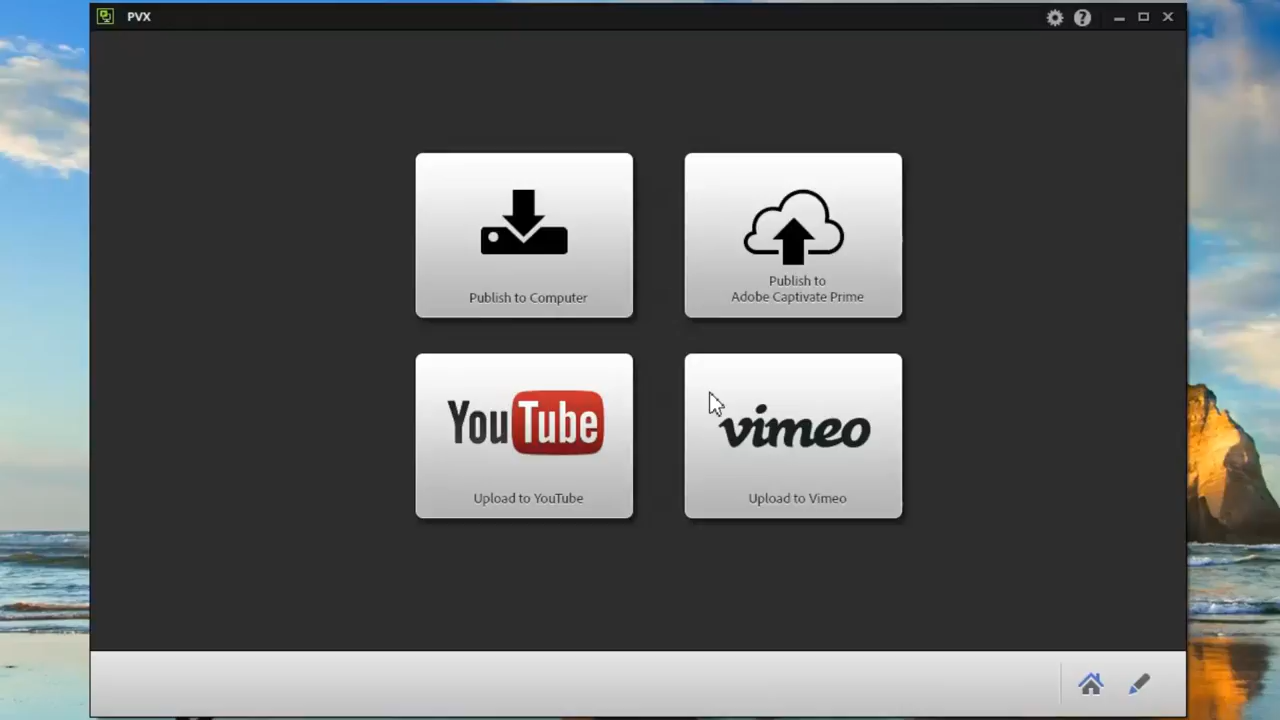 PVX
Publish to Computer
Publish to
Adobe Captivate Prime
YouTube
Upload to YouTube
vimeo
Upload to Vimeo